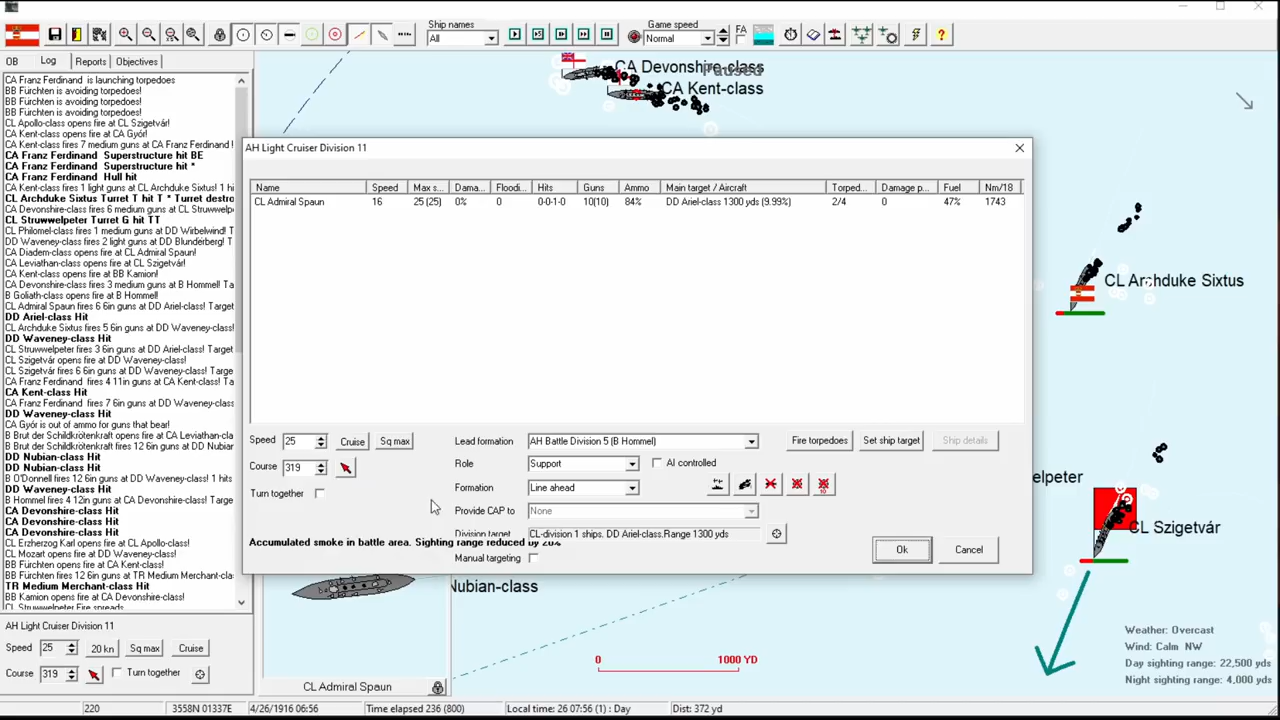 Ship names
Game speed
All
Normal
FA
OB
Log
Reports
Objectives
CA Franz Ferdinand is launching torpedoes
BB Fürchten is avoiding torpedoes!
BB Fürchten is avoiding torpedoes!
BB Fürchten is avoiding torpedoes!
CL Apollo-class opens fire at CL Szigetvár!
CA Kent-class opens fire at CA Gyór!
CA Kent-class fires 7 medium guns at CA Franz Ferdinand !
CA Franz Ferdinand Superstructure hit BE
CA Franz Ferdinand Superstructure hit *
CA Franz Ferdinand Hull hit
CA Kent-class fires 1 light guns at CL Archduke Sixtus! 1 hi
CL Archduke Sixtus Turret T hit T * Turret destro
CA Devonshire-class fires 6 medium guns at CL Struwwelp
CL Struwwelpeter Turret G hit TT
CL Philomel-class fires 1 medium guns at DD Wirbelwind! T
DD Waveney-class fires 2 light guns at DD Blunderberg! T
CA Diadem-class opens fire at CL Admiral Spaun!
CA Leviathan-class opens fire at CL Szigetvár!
CA Kent-class opens fire at BB Kamion!
CA Devonshire-class fires 3 medium guns at B Hommel! Ta
B Goliath-class opens fire at B Hommel!
CL Admiral Spaun fires 6 6in guns at DD Ariel-class! Target
DD Ariel-class Hit
CL Archduke Sixtus fires 5 6in guns at DD Waveney-class!
DD Waveney-class Hit
CL Struwwelpeter fires 3 6in guns at DD Ariel-class! Target
CL Szigetvár opens fire at DD Waveney-class!
CL Szigetvár fires 6 6in guns at DD Ariel-class! Target
CA Franz Ferdinand fires 4 11in guns at CA Kent-class! Ta
CA Kent-class Hit
CA Franz Ferdinand fires 7 6in guns at DD Waveney-class!
DD Waveney-class Hit
CA Gyór is out of ammo for guns that bear!
B Brut der Schildkrötenkraft opens fire at CA Leviathan-cla
B Brut der Schildkrötenkraft fires 12 6in guns at DD Nubian-
DD Nubian-class Hit
DD Nubian-class Hit
B O'Donnell fires 12 6in guns at DD Waveney-class! 1 hits
DD Waveney-class Hit
B Hommel fires 4 12in guns at CA Devonshire-class! Targe
CA Devonshire-class Hit
CA Devonshire-class Hit
CA Devonshire-class Hit
CL Erzherzog Karl opens fire at CL Apollo-class!
CL Mozart opens fire at DD Waveney-class!
BB Fürchten opens fire at CA Kent-class!
BB Fürchten fires 12 6in guns at TR Medium Merchant-clas
TR Medium Merchant-class Hit
BB Kamion opens fire at CA Devonshire-class!
CL Struwwelpeter Fire spreads
CA Devonshire-class
Paused
CA Kent-class
CL Archduke Sixtus
elpeter
CL Szigetvár
Nubian-class
AH Light Cruiser Division 11
Name Speed Max s... Dama... Floodi... Hits Guns Ammo Main target / Aircraft Torped... Damage p... Fuel Nm/18
CL Admiral Spaun 16 25 (25) 0% 0 0-0-1-0 10(10) 84% DD Ariel-class 1300 yds (9.99%) 2/4 0 47% 1743
Speed 25 Cruise Sq max
Course 319
Turn together
Lead formation AH Battle Division 5 (B Hommel)
Role Support AI controlled
Formation Line ahead
Provide CAP to None
Division target CL-division 1 ships. DD Ariel-class.Range 1300 yds
Manual targeting
Fire torpedoes Set ship target Ship details
Accumulated smoke in battle area. Sighting range reduced by 20%
Ok Cancel
AH Light Cruiser Division 11
Speed 25 20 kn Sq max Cruise
Course 319 Turn together
CL Admiral Spaun
0 1000 YD
Weather: Overcast
Wind: Calm NW
Day sighting range: 22,500 yds
Night sighting range: 4,000 yds
220 3558N 01337E 4/26/1916 06:56 Time elapsed 236 (800) Local time: 26 07:56 (1) : Day Dist: 372 yd